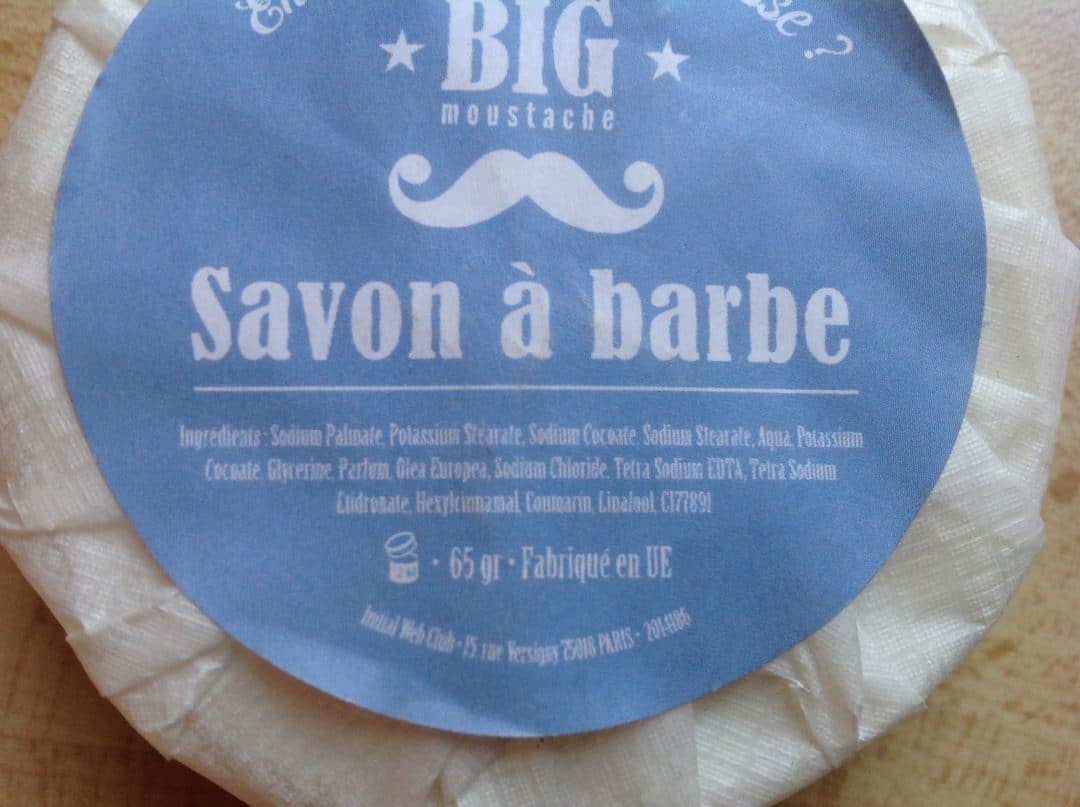 BIG
moustache
Savon à barbe
Ingrédients : Sodium Palmate, Potassium Stearate, Sodium Cocoate, Sodium Stearate, Aqua, Potassium
Cocoate, Glycerine, Parfum, Olea Europea, Sodium Chloride, Tetra Sodium EDTA, Tetra Sodium
Etidronate, Hexylcinnamal, Coumarin, Linalool, CI77891
· 65 gr · Fabriqué en UE
Initial Web Club · 15, rue Versigny 75018 PARIS ·